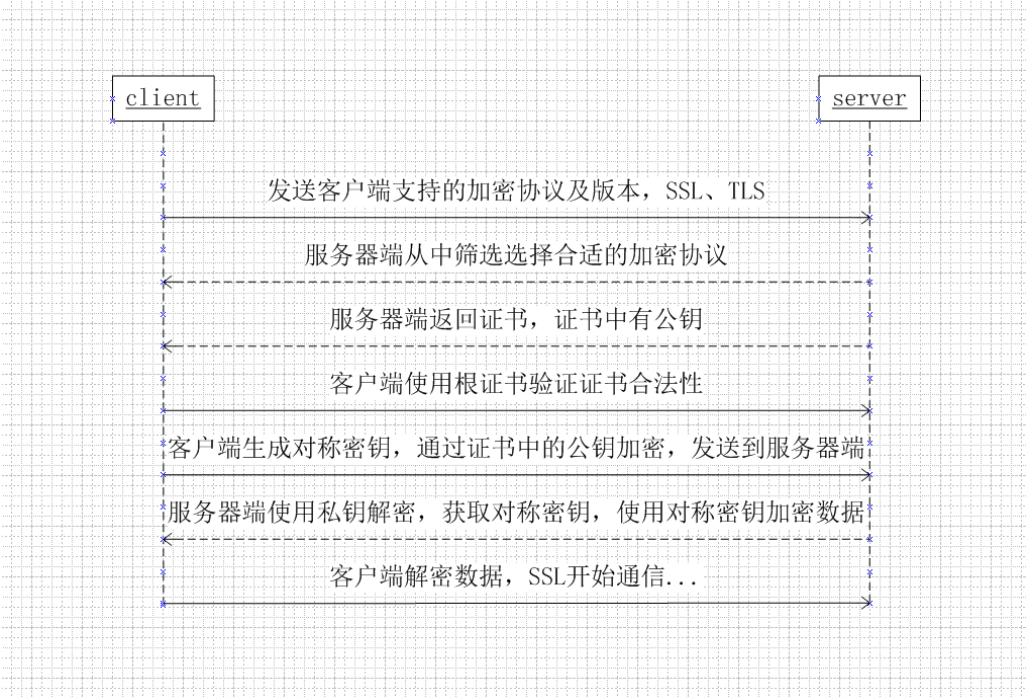 client
server
发送客户端支持的加密协议及版本，SSL、TLS
服务器端从中筛选选择合适的加密协议
服务器端返回证书，证书中有公钥
客户端使用根证书验证证书合法性
客户端生成对称密钥，通过证书中的公钥加密，发送到服务器端
服务器端使用私钥解密，获取对称密钥，使用对称密钥加密数据
客户端解密数据，SSL开始通信...